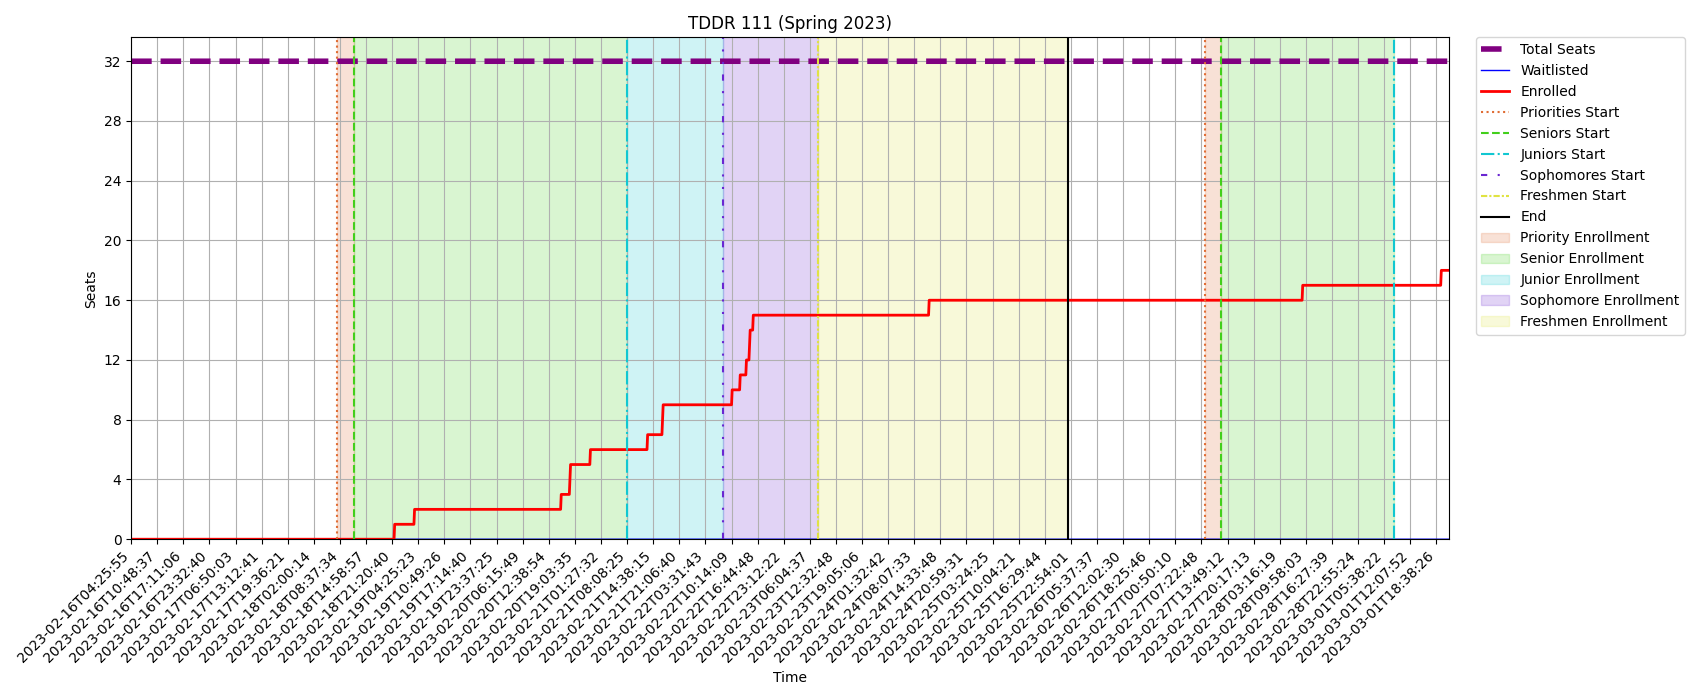 TDDR 111 (Spring 2023)
Total Seats
Waitlisted
Enrolled
Priorities Start
Seniors Start
Juniors Start
Sophomores Start
Freshmen Start
End
Priority Enrollment
Senior Enrollment
Junior Enrollment
Sophomore Enrollment
Freshmen Enrollment
Seats
32
28
24
20
16
12
8
4
0
2023-02-16T04:25:55
2023-02-16T10:48:37
2023-02-16T17:11:06
2023-02-16T23:32:40
2023-02-17T06:50:03
2023-02-17T13:12:41
2023-02-17T19:36:21
2023-02-18T02:00:14
2023-02-18T08:37:34
2023-02-18T14:58:57
2023-02-18T21:20:40
2023-02-19T04:25:23
2023-02-19T10:49:26
2023-02-19T17:14:40
2023-02-19T23:37:25
2023-02-20T06:15:49
2023-02-20T12:38:54
2023-02-20T19:03:35
2023-02-21T01:27:32
2023-02-21T08:08:25
2023-02-21T14:38:15
2023-02-21T21:06:40
2023-02-22T03:31:43
2023-02-22T10:14:09
2023-02-22T16:44:48
2023-02-22T23:12:22
2023-02-23T06:04:37
2023-02-23T12:32:48
2023-02-23T19:05:06
2023-02-24T01:32:42
2023-02-24T08:07:33
2023-02-24T14:33:48
2023-02-24T20:59:31
2023-02-25T03:24:25
2023-02-25T10:04:21
2023-02-25T16:29:44
2023-02-25T22:54:01
2023-02-26T05:37:37
2023-02-26T12:02:30
2023-02-26T18:25:46
2023-02-27T00:50:10
2023-02-27T07:22:48
2023-02-27T13:49:12
2023-02-27T20:17:13
2023-02-28T03:16:19
2023-02-28T09:58:03
2023-02-28T16:27:39
2023-02-28T22:55:24
2023-03-01T05:38:22
2023-03-01T12:07:52
2023-03-01T18:38:26
Time